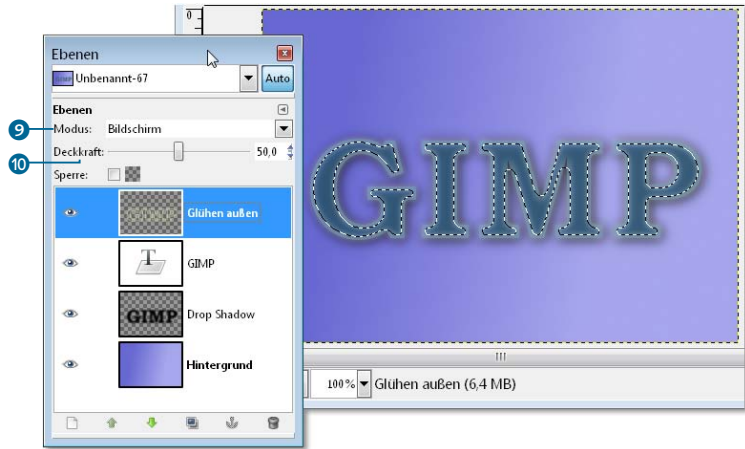 0
Ebenen
Unbenannt-67
Auto
Ebenen
9
Modus: Bildschirm
10
Deckkraft: 50,0
Sperre:
Glühen außen
T
GIMP
GIMP
Drop Shadow
Hintergrund
GIMP
100%
Glühen außen (6,4 MB)